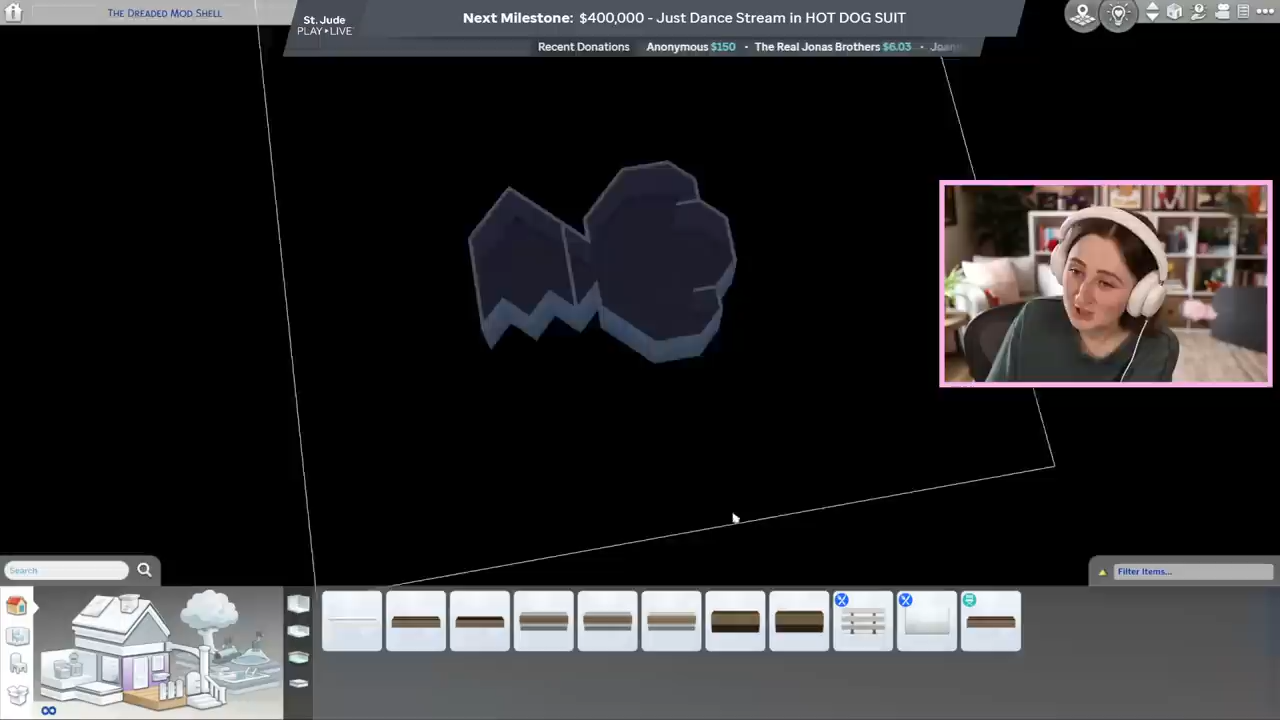 THE DREADED MOD SHELL
St. Jude
PLAY LIVE
Next Milestone: $400,000 - Just Dance Stream in HOT DOG SUIT
Recent Donations Anonymous $150 • The Real Jonas Brothers $6.03 •
Search
Filter Items...